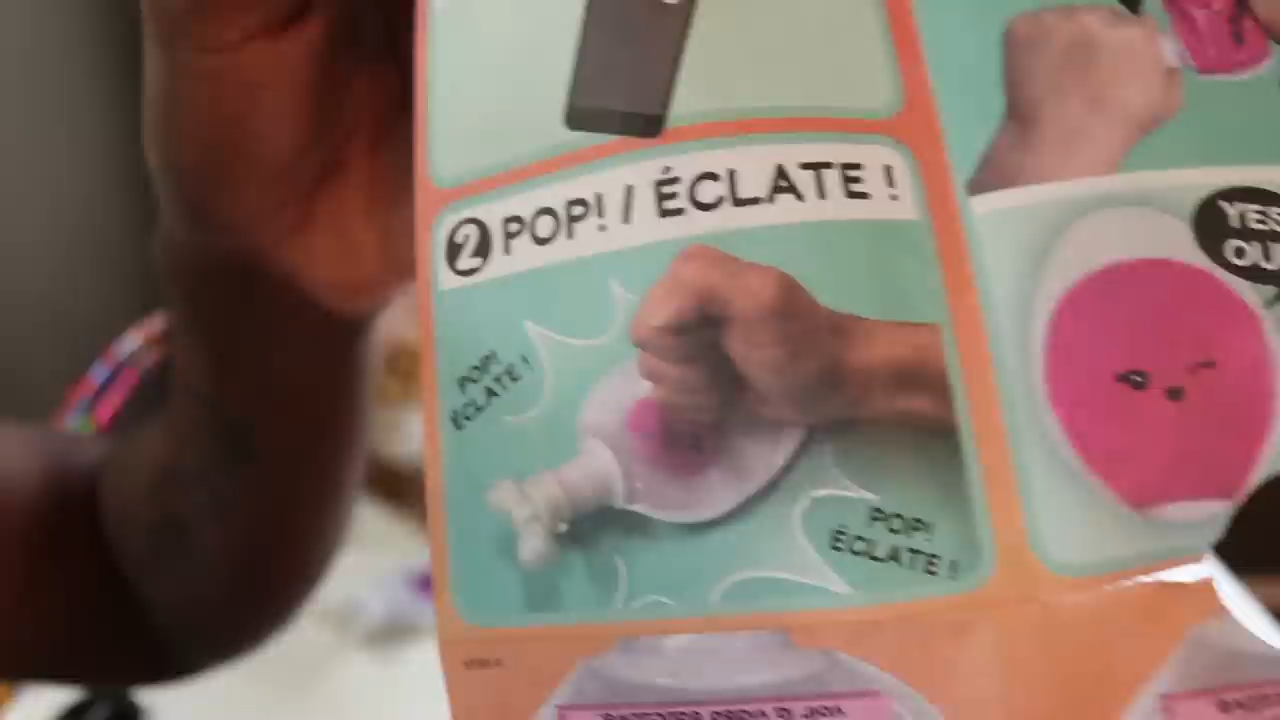 2 POP! / ÉCLATE !
POP!
ÉCLATE !
POP!
ÉCLATE !
YES
OU